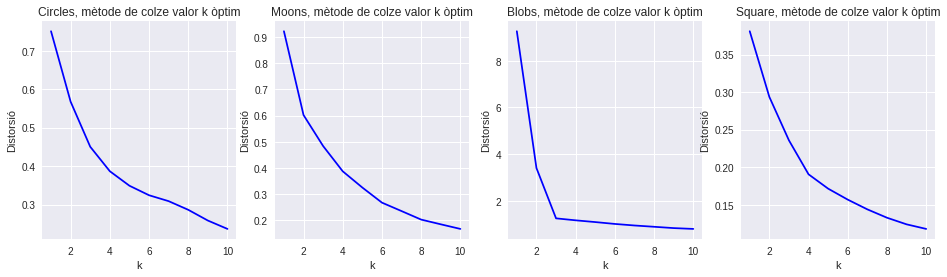 Circles, mètode de colze valor k òptim
Distorsió
0.7
0.6
0.5
0.4
0.3
2 4 6 8 10
k
Moons, mètode de colze valor k òptim
Distorsió
0.9
0.8
0.7
0.6
0.5
0.4
0.3
0.2
2 4 6 8 10
k
Blobs, mètode de colze valor k òptim
Distorsió
8
6
4
2
2 4 6 8 10
k
Square, mètode de colze valor k òptim
Distorsió
0.35
0.30
0.25
0.20
0.15
2 4 6 8 10
k